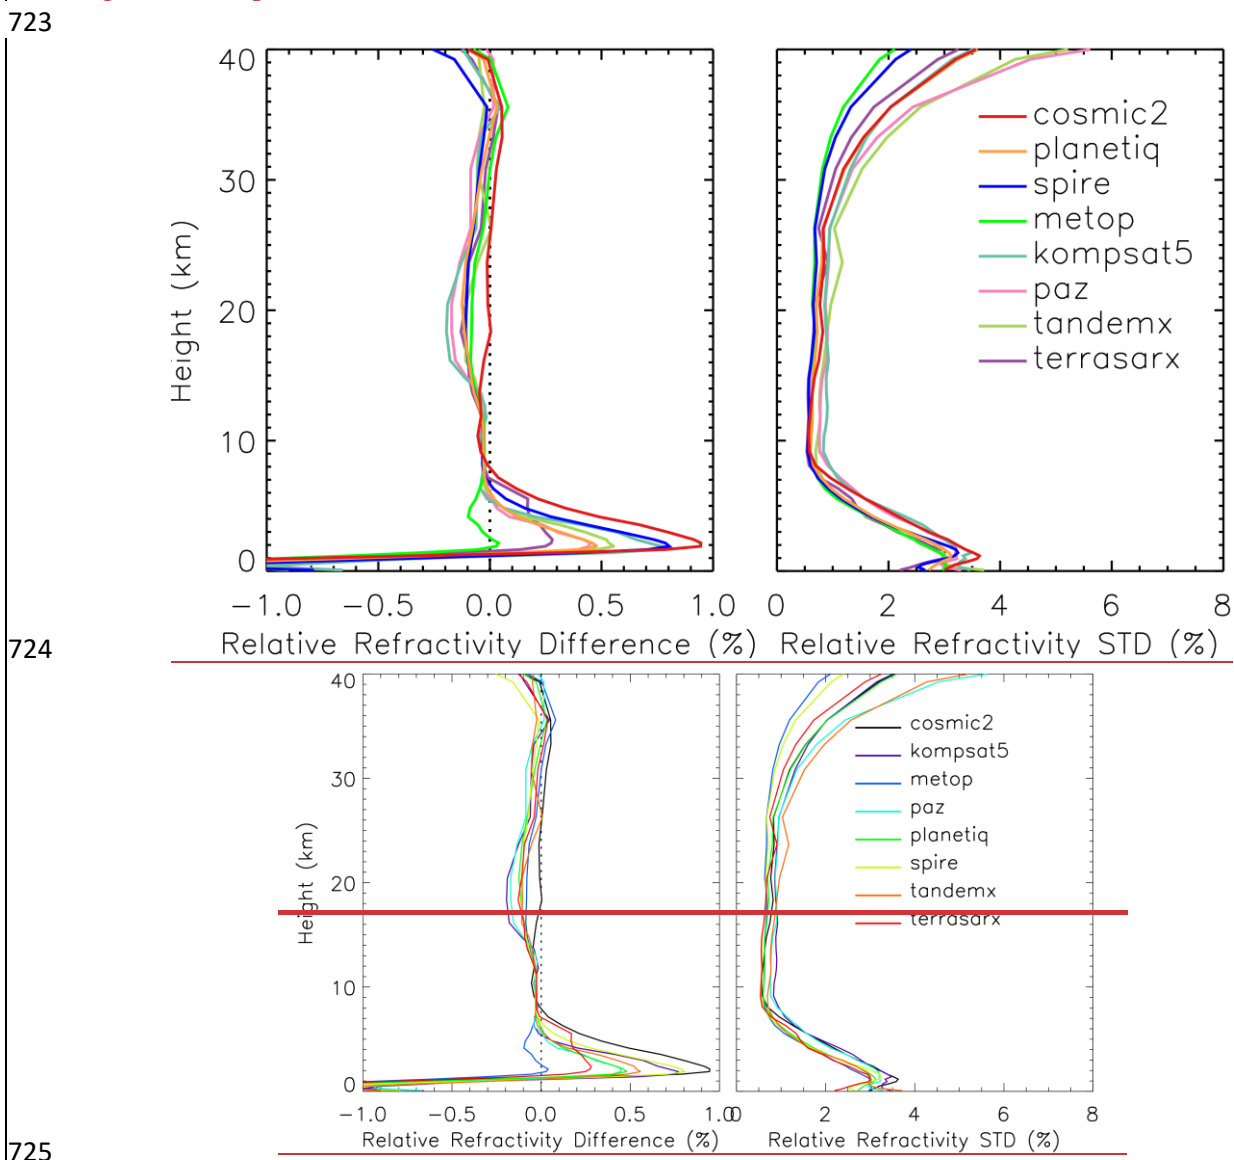 723
40
30
20
10
0
Height (km)
−1.0 −0.5 0.0 0.5 1.0
Relative Refractivity Difference (%)
cosmic2
planetiq
spire
metop
kompsat5
paz
tandemx
terrasarx
0 2 4 6 8
Relative Refractivity STD (%)
724
40
30
20
10
0
Height (km)
−1.0 −0.5 0.0 0.5 1.0
Relative Refractivity Difference (%)
cosmic2
kompsat5
metop
paz
planetiq
spire
tandemx
terrasarx
0 2 4 6 8
Relative Refractivity STD (%)
725